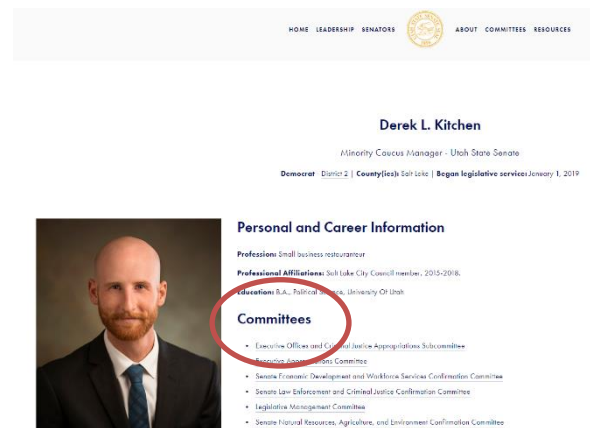 HOME LEADERSHIP SENATORS ABOUT COMMITTEES RESOURCES
Derek L. Kitchen
Minority Caucus Manager - Utah State Senate
Democrat District 2 | County(ies): Salt Lake | Began legislative service: January 1, 2019
Personal and Career Information
Profession: Small business restauranteur
Professional Affiliations: Salt Lake City Council member, 2015-2018.
Education: B.A., Political Science, University Of Utah
Committees
• Executive Offices and Criminal Justice Appropriations Subcommittee
• Executive Appropriations Committee
• Senate Economic Development and Workforce Services Confirmation Committee
• Senate Law Enforcement and Criminal Justice Confirmation Committee
• Legislative Management Committee
• Senate Natural Resources, Agriculture, and Environment Confirmation Committee